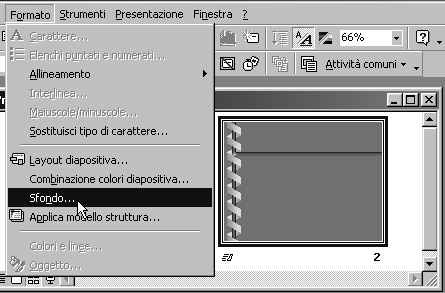 Formato Strumenti Presentazione Finestra ?
Carattere...
66%
Elenchi puntati e numerati...
Allineamento
Attività comuni
Interlinea...
Maiuscole/minuscole...
Sostituisci tipo di carattere...
Layout diapositiva...
Combinazione colori diapositiva...
Sfondo...
Applica modello struttura...
Colori e linee...
Oggetto...
2